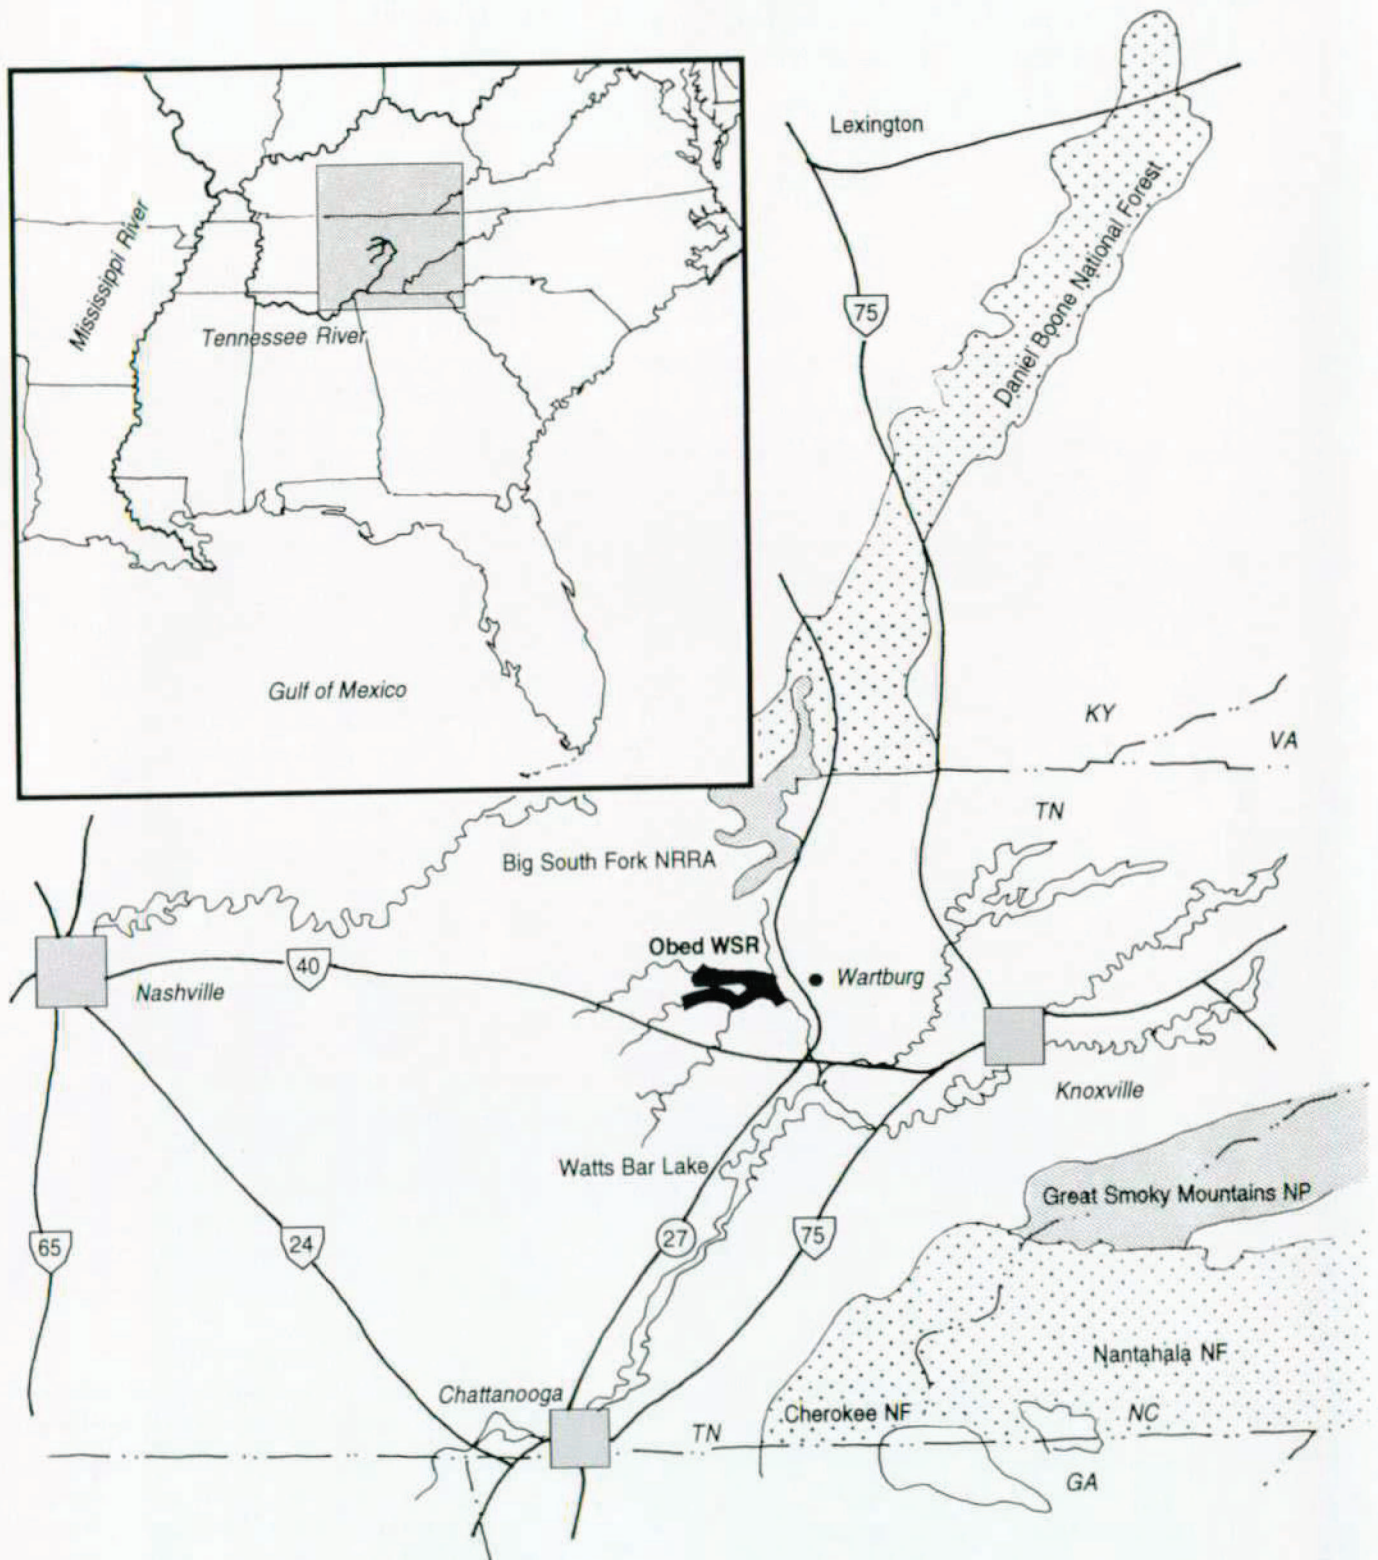 Lexington
Mississippi River
Daniel Boone National Forest
75
Tennessee River
Gulf of Mexico
KY
VA
TN
Big South Fork NRRA
Obed WSR
Wartburg
40
Nashville
Knoxville
Watts Bar Lake
Great Smoky Mountains NP
65
24
27
75
Nantahala NF
Chattanooga
Cherokee NF
NC
TN
GA